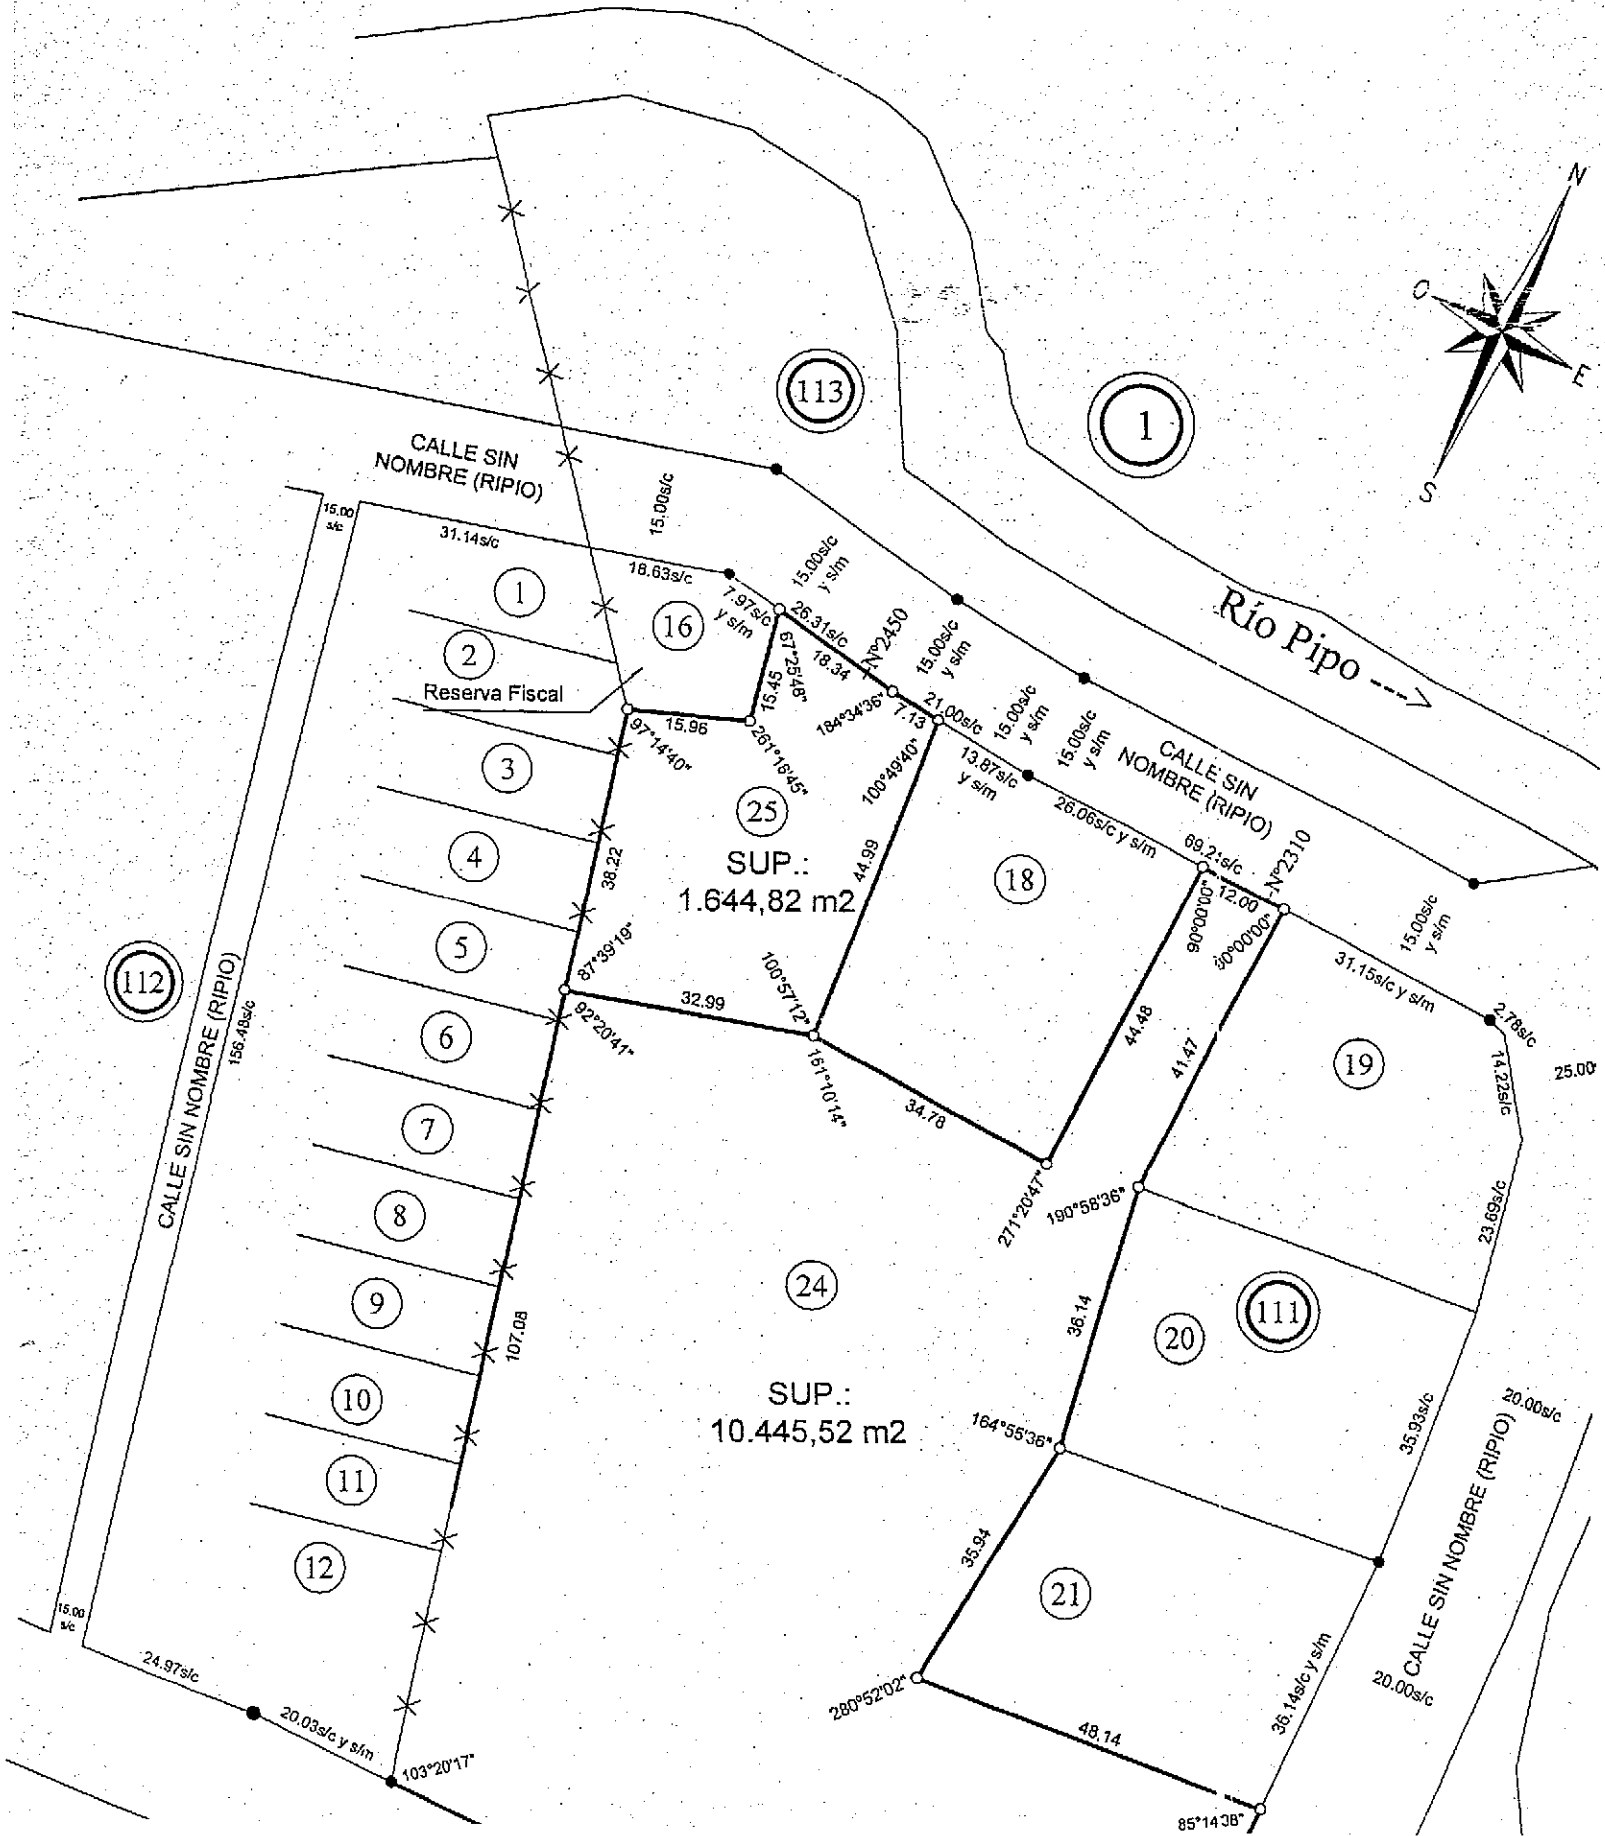 N
O
E
S
113
1
CALLE SIN
NOMBRE (RIPIO)
15.00s/c
15.00
s/c
31.14s/c
18.63s/c
15.00s/c
y s/m
7.97s/c
y s/m
26.31s/c
Nº2450
1
16
2
Reserva Fiscal
67°25'48"
18.34
15.45
15.00s/c
y s/m
184°34'36"
7.13
21.00s/c
15.00s/c
y s/m
15.00s/c
y s/m
Río Pipo
15.96
97°14'40"
261°16'45"
100°49'40"
13.87s/c
y s/m
CALLE SIN
NOMBRE (RIPIO)
3
25
SUP.:
1.644,82 m2
38.22
44.99
26.06s/c y s/m
69.21s/c
Nº2310
4
18
12.00
90°00'00"
90°00'00"
15.00s/c
y s/m
5
87°39'19"
100°57'12"
31.15s/c y s/m
112
32.99
92°20'41"
2.78s/c
CALLE SIN NOMBRE (RIPIO)
156.48s/c
6
161°10'14"
44.48
41.47
19
14.22s/c
25.00
7
34.78
8
271°20'47"
190°58'36"
23.69s/c
24
9
107.08
36.14
20
111
10
SUP.:
10.445,52 m2
164°55'36"
35.93s/c
20.00s/c
11
12
35.94
21
CALLE SIN NOMBRE (RIPIO)
15.00
s/c
24.97s/c
20.03s/c y s/m
103°20'17"
280°52'02"
48.14
36.14s/c y s/m
20.00s/c
85°14'38"